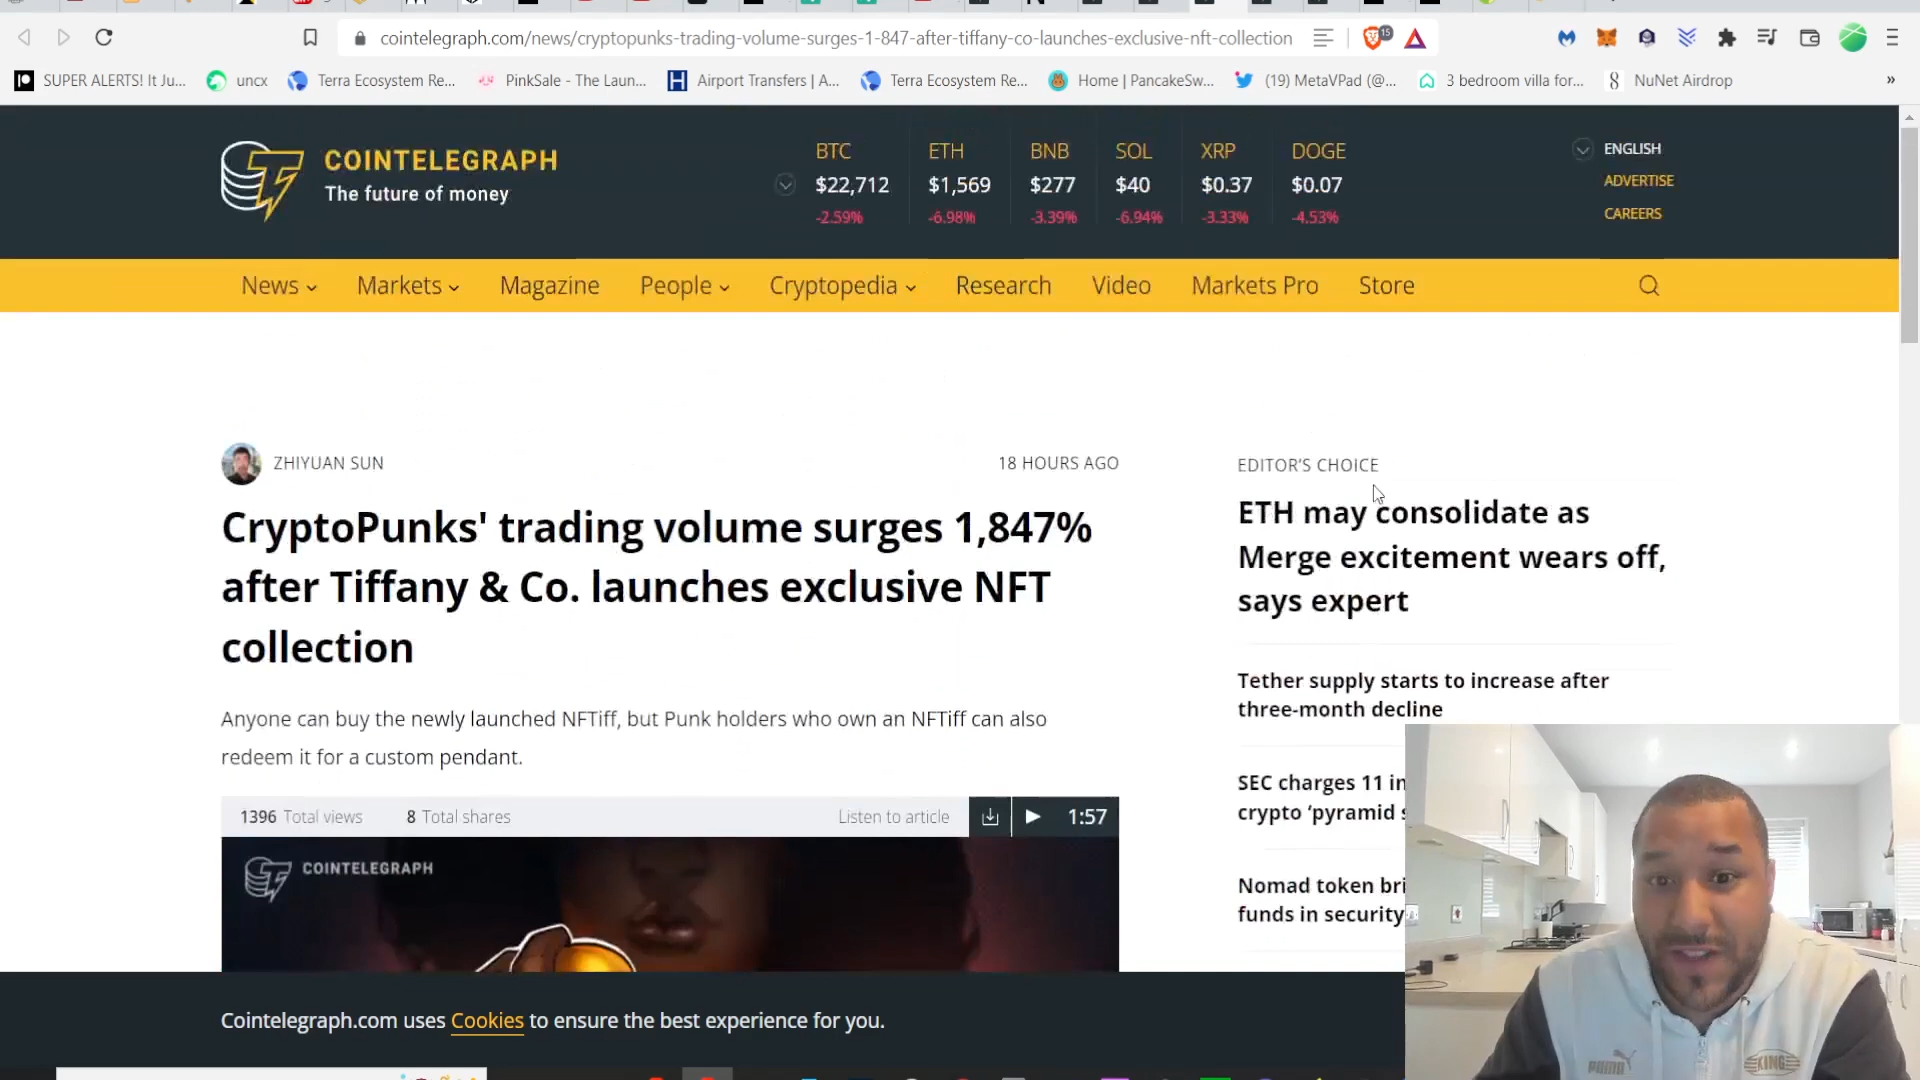 cointelegraph.com/news/cryptopunks-trading-volume-surges-1-847-after-tiffany-co-launches-exclusive-nft-collection
15
SUPER ALERTS! It Ju...
uncx
Terra Ecosystem Re...
PinkSale - The Laun...
Airport Transfers | A...
Terra Ecosystem Re...
Home | PancakeSw...
(19) MetaVPad (@...
3 bedroom villa for...
NuNet Airdrop
»
COINTELEGRAPH
The future of money
BTC ETH BNB SOL XRP DOGE
$22,712 $1,569 $277 $40 $0.37 $0.07
-2.59% -6.98% -3.39% -6.94% -3.33% -4.53%
ENGLISH
ADVERTISE
CAREERS
News Markets Magazine People Cryptopedia Research Video Markets Pro Store
ZHIYUAN SUN
18 HOURS AGO
CryptoPunks' trading volume surges 1,847%
after Tiffany & Co. launches exclusive NFT
collection
Anyone can buy the newly launched NFTiff, but Punk holders who own an NFTiff can also
redeem it for a custom pendant.
1396 Total views 8 Total shares Listen to article 1:57
COINTELEGRAPH
EDITOR'S CHOICE
ETH may consolidate as
Merge excitement wears off,
says expert
Tether supply starts to increase after
three-month decline
SEC charges 11 in
crypto ‘pyramid s
Nomad token bri
funds in security
Cointelegraph.com uses Cookies to ensure the best experience for you.
PUMA
KING